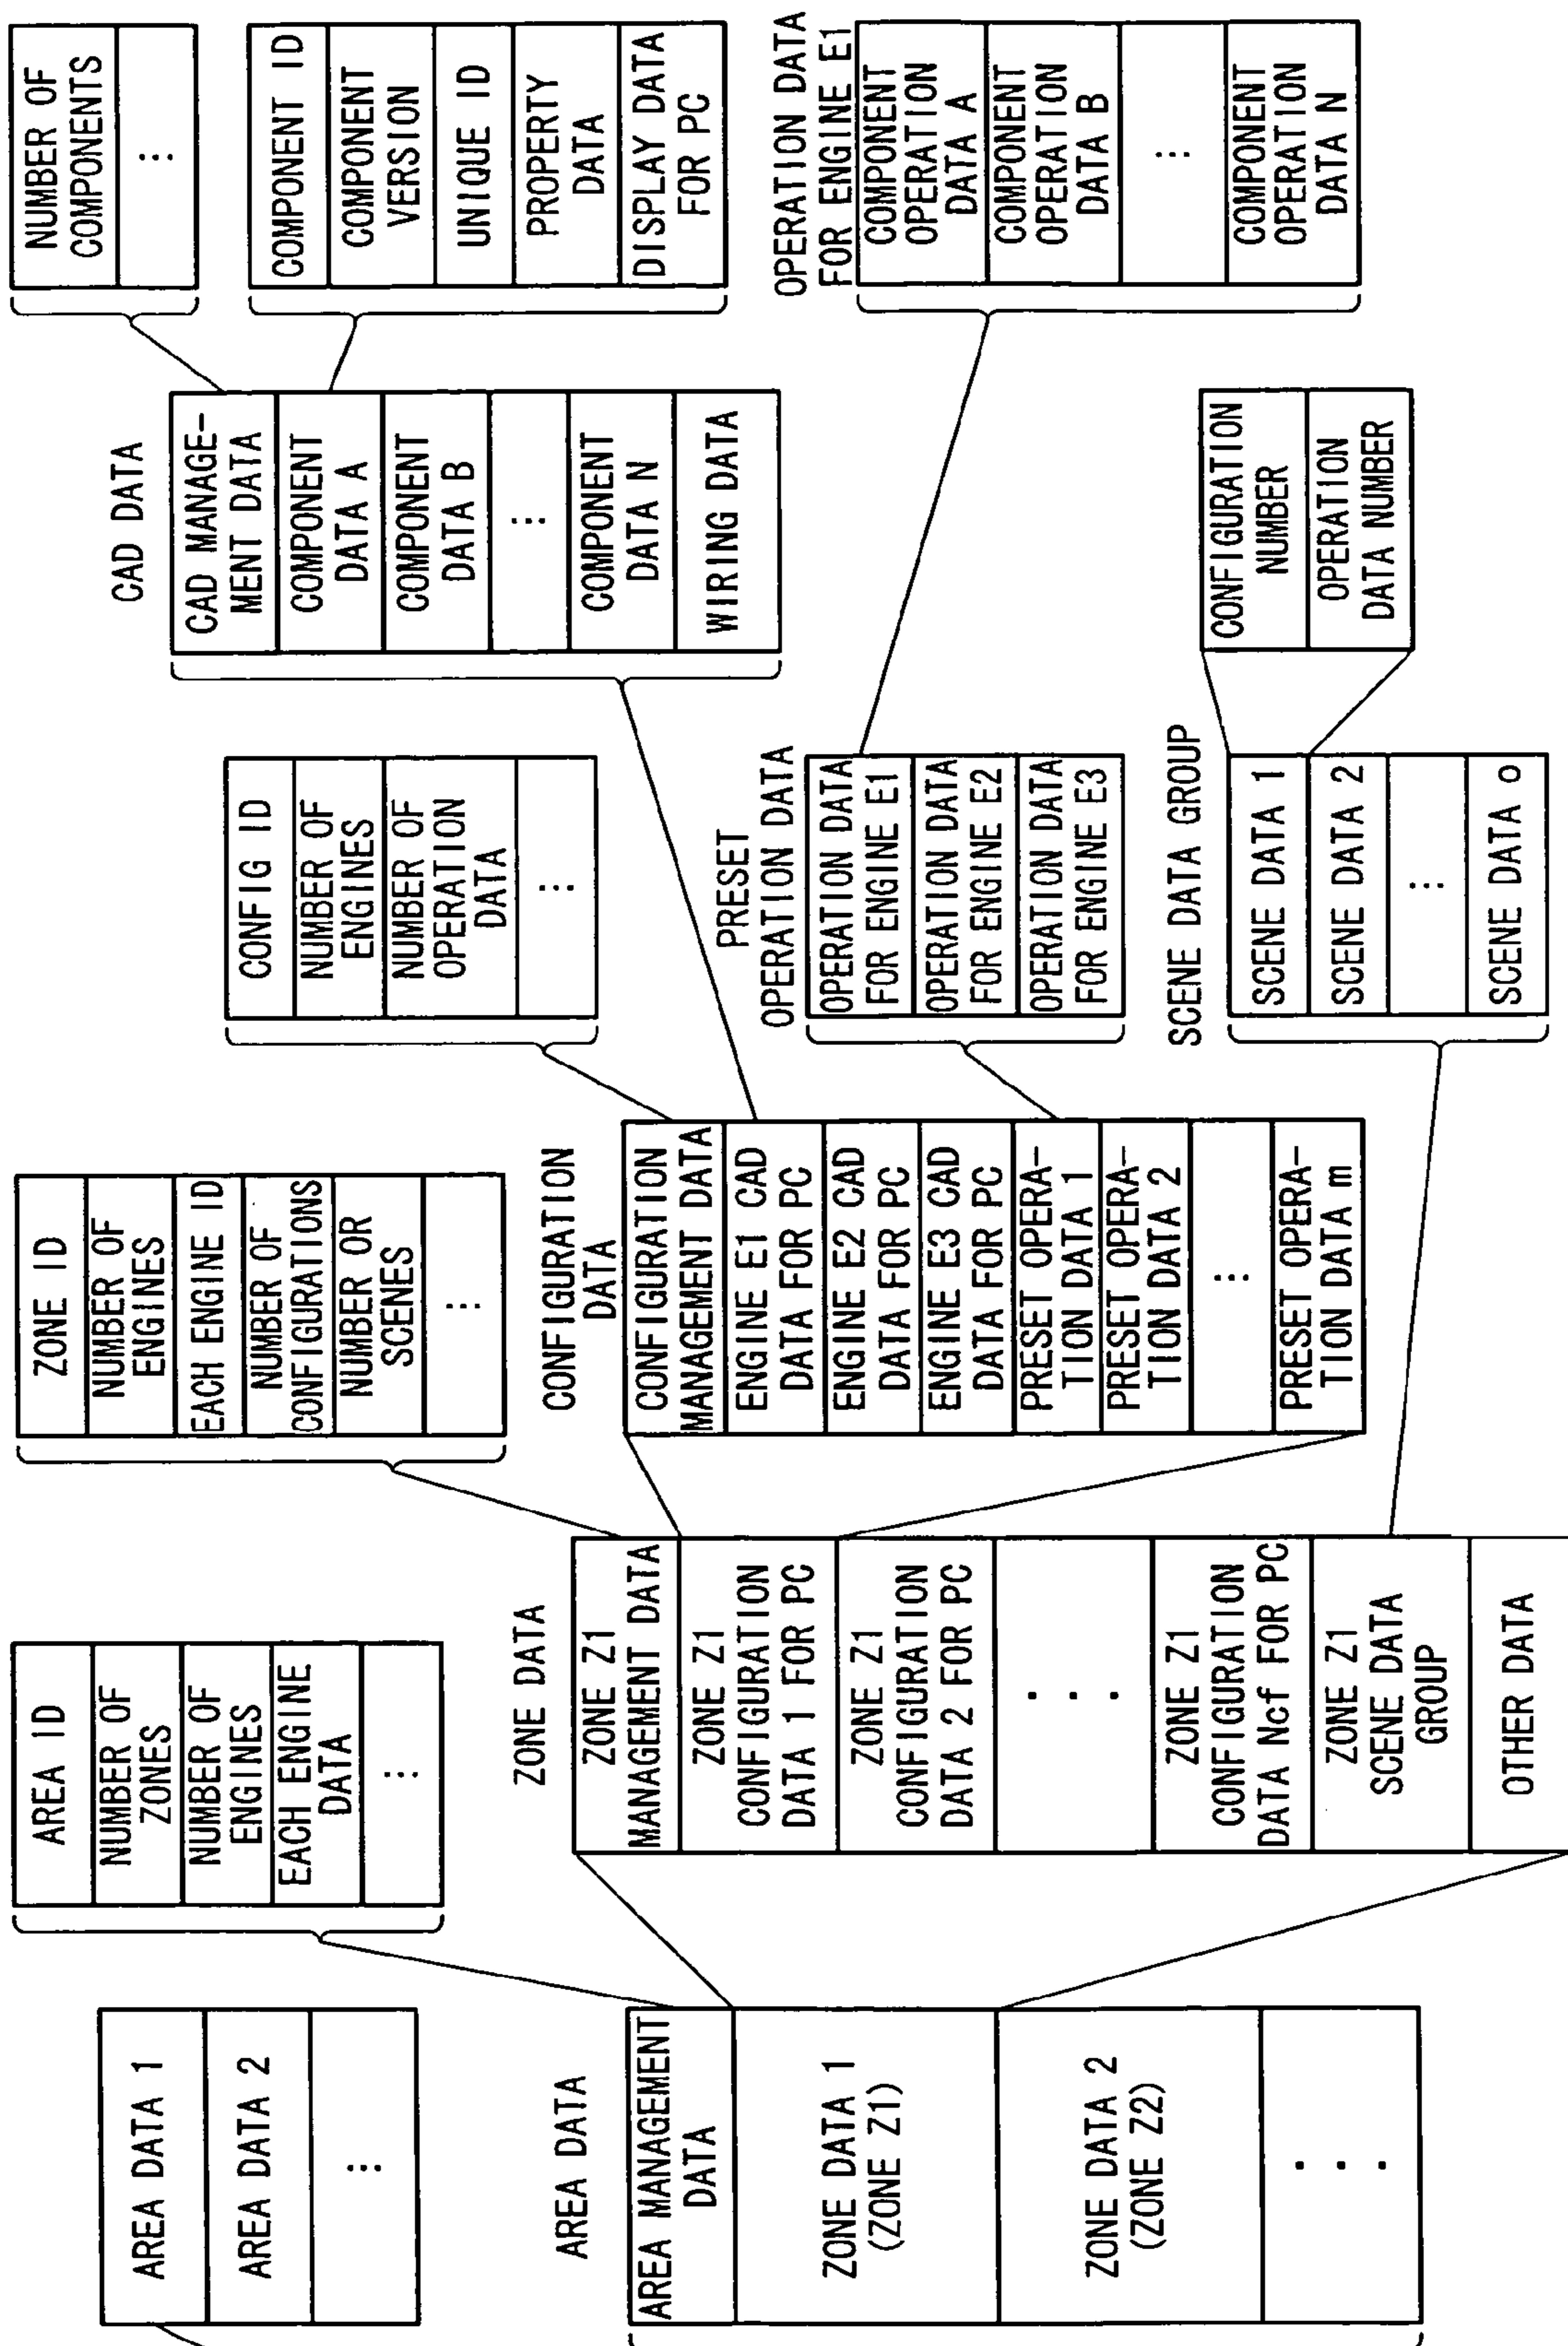 AREA DATA 1
AREA DATA 2
⋮
AREA DATA
AREA MANAGEMENT
DATA
ZONE DATA 1
(ZONE Z1)
ZONE DATA 2
(ZONE Z2)
⋮
AREA ID
NUMBER OF
ZONES
NUMBER OF
ENGINES
EACH ENGINE
DATA
⋮
ZONE DATA
ZONE Z1
MANAGEMENT DATA
ZONE Z1
CONFIGURATION
DATA 1 FOR PC
ZONE Z1
CONFIGURATION
DATA 2 FOR PC
⋮
ZONE Z1
CONFIGURATION
DATA Ncf FOR PC
ZONE Z1
SCENE DATA
GROUP
OTHER DATA
ZONE ID
NUMBER OF
ENGINES
EACH ENGINE ID
NUMBER OF
CONFIGURATIONS
NUMBER OR
SCENES
⋮
CONFIGURATION
DATA
CONFIGURATION
MANAGEMENT DATA
ENGINE E1 CAD
DATA FOR PC
ENGINE E2 CAD
DATA FOR PC
ENGINE E3 CAD
DATA FOR PC
PRESET OPERA-
TION DATA 1
PRESET OPERA-
TION DATA 2
⋮
PRESET OPERA-
TION DATA m
CONFIG ID
NUMBER OF
ENGINES
NUMBER OF
OPERATION
DATA
⋮
PRESET
OPERATION DATA
OPERATION DATA
FOR ENGINE E1
OPERATION DATA
FOR ENGINE E2
OPERATION DATA
FOR ENGINE E3
SCENE DATA GROUP
SCENE DATA 1
SCENE DATA 2
⋮
SCENE DATA o
CAD DATA
CAD MANAGE-
MENT DATA
COMPONENT
DATA A
COMPONENT
DATA B
⋮
COMPONENT
DATA N
WIRING DATA
CONFIGURATION
NUMBER
OPERATION
DATA NUMBER
NUMBER OF
COMPONENTS
⋮
COMPONENT ID
COMPONENT
VERSION
UNIQUE ID
PROPERTY
DATA
DISPLAY DATA
FOR PC
OPERATION DATA
FOR ENGINE E1
COMPONENT
OPERATION
DATA A
COMPONENT
OPERATION
DATA B
⋮
COMPONENT
OPERATION
DATA N